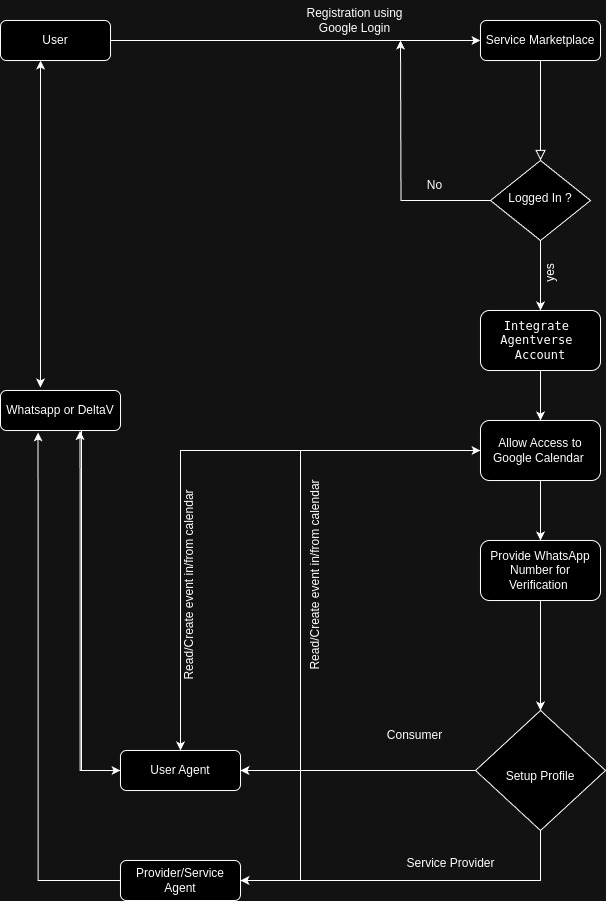 Registration using
Google Login
User
Service Marketplace
No
Logged In ?
yes
Integrate
Agentverse
Account
Whatsapp or DeltaV
Allow Access to
Google Calendar
Read/Create event in/from calendar
Read/Create event in/from calendar
Provide WhatsApp
Number for
Verification
Consumer
User Agent
Setup Profile
Service Provider
Provider/Service
Agent